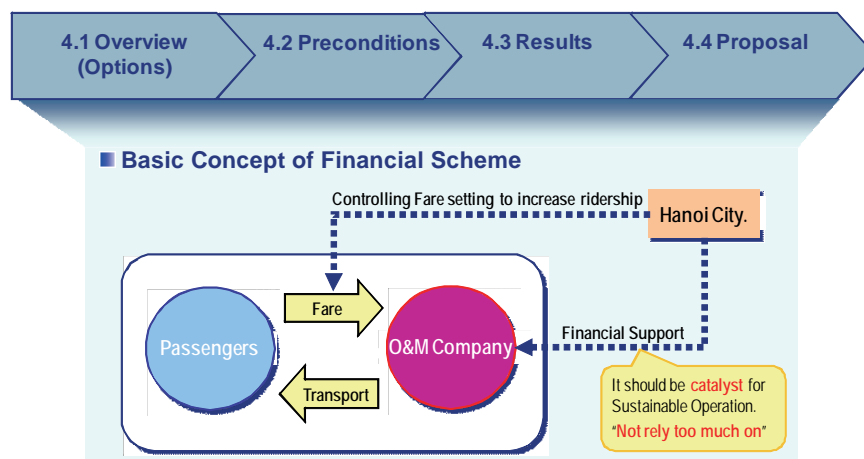 4.1 Overview
(Options)
4.2 Preconditions
4.3 Results
4.4 Proposal
Basic Concept of Financial Scheme
Controlling Fare setting to increase ridership
Hanoi City.
Fare
Passengers
O&M Company
Financial Support
Transport
It should be catalyst for
Sustainable Operation.
"Not rely too much on"